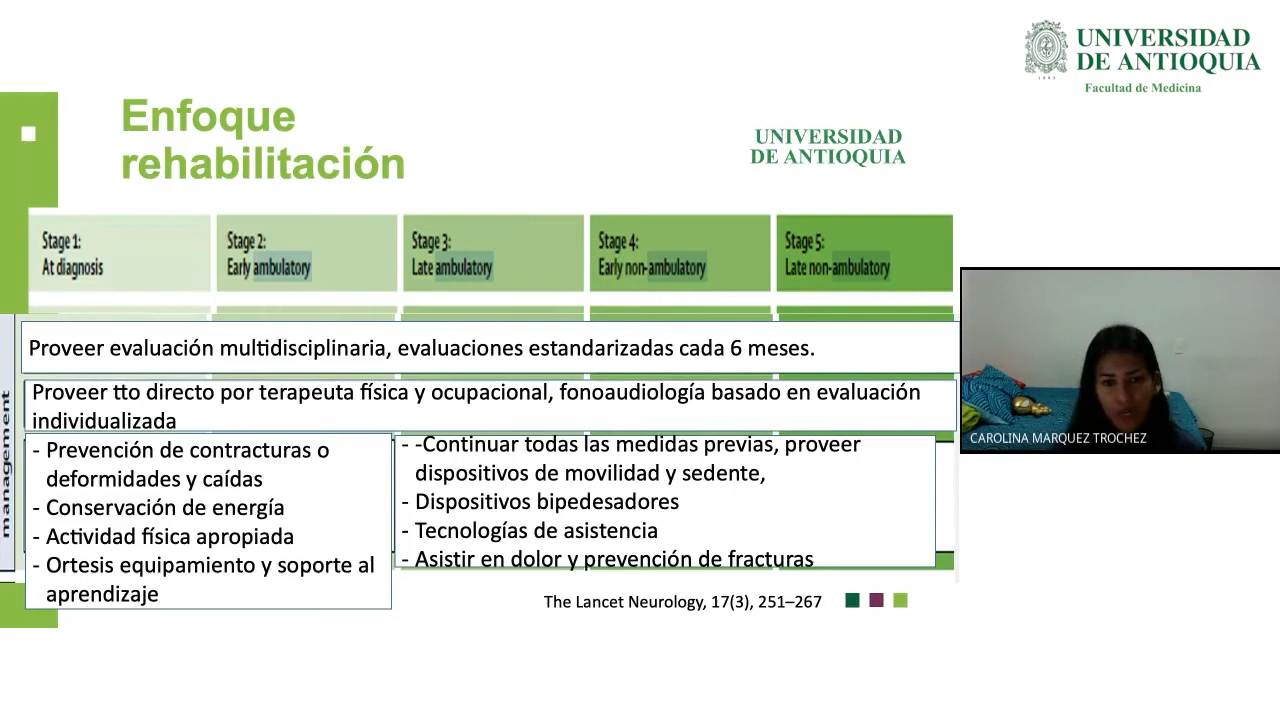 UNIVERSIDAD
DE ANTIOQUIA
1803
Facultad de Medicina
Enfoque
rehabilitación
UNIVERSIDAD
DE ANTIOQUIA
Stage 1:
At diagnosis
Stage 2:
Early ambulatory
Stage 3:
Late ambulatory
Stage 4:
Early non-ambulatory
Stage 5:
Late non-ambulatory
management
Proveer evaluación multidisciplinaria, evaluaciones estandarizadas cada 6 meses.
Proveer tto directo por terapeuta física y ocupacional, fonoaudiología basado en evaluación
individualizada
- Prevención de contracturas o
deformidades y caídas
- Conservación de energía
- Actividad física apropiada
- Ortesis equipamiento y soporte al
aprendizaje
- -Continuar todas las medidas previas, proveer
dispositivos de movilidad y sedente,
- Dispositivos bipedesadores
- Tecnologías de asistencia
- Asistir en dolor y prevención de fracturas
The Lancet Neurology, 17(3), 251–267
CAROLINA MARQUEZ TROCHEZ